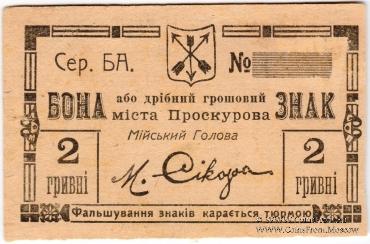 Сер. БА. №
БОНА або дрібний грошовий ЗНАК
міста Проскурова
Мійський Голова
2 гривні М. Сікора 2 гривні
Фальшування знаків карається тюрмою
www.CoinsFromMoscow